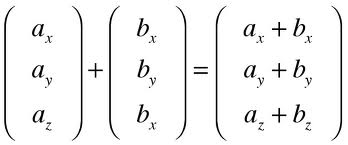 a_x b_x a_x + b_x
a_y + b_y = a_y + b_y
a_z b_x a_z + b_z